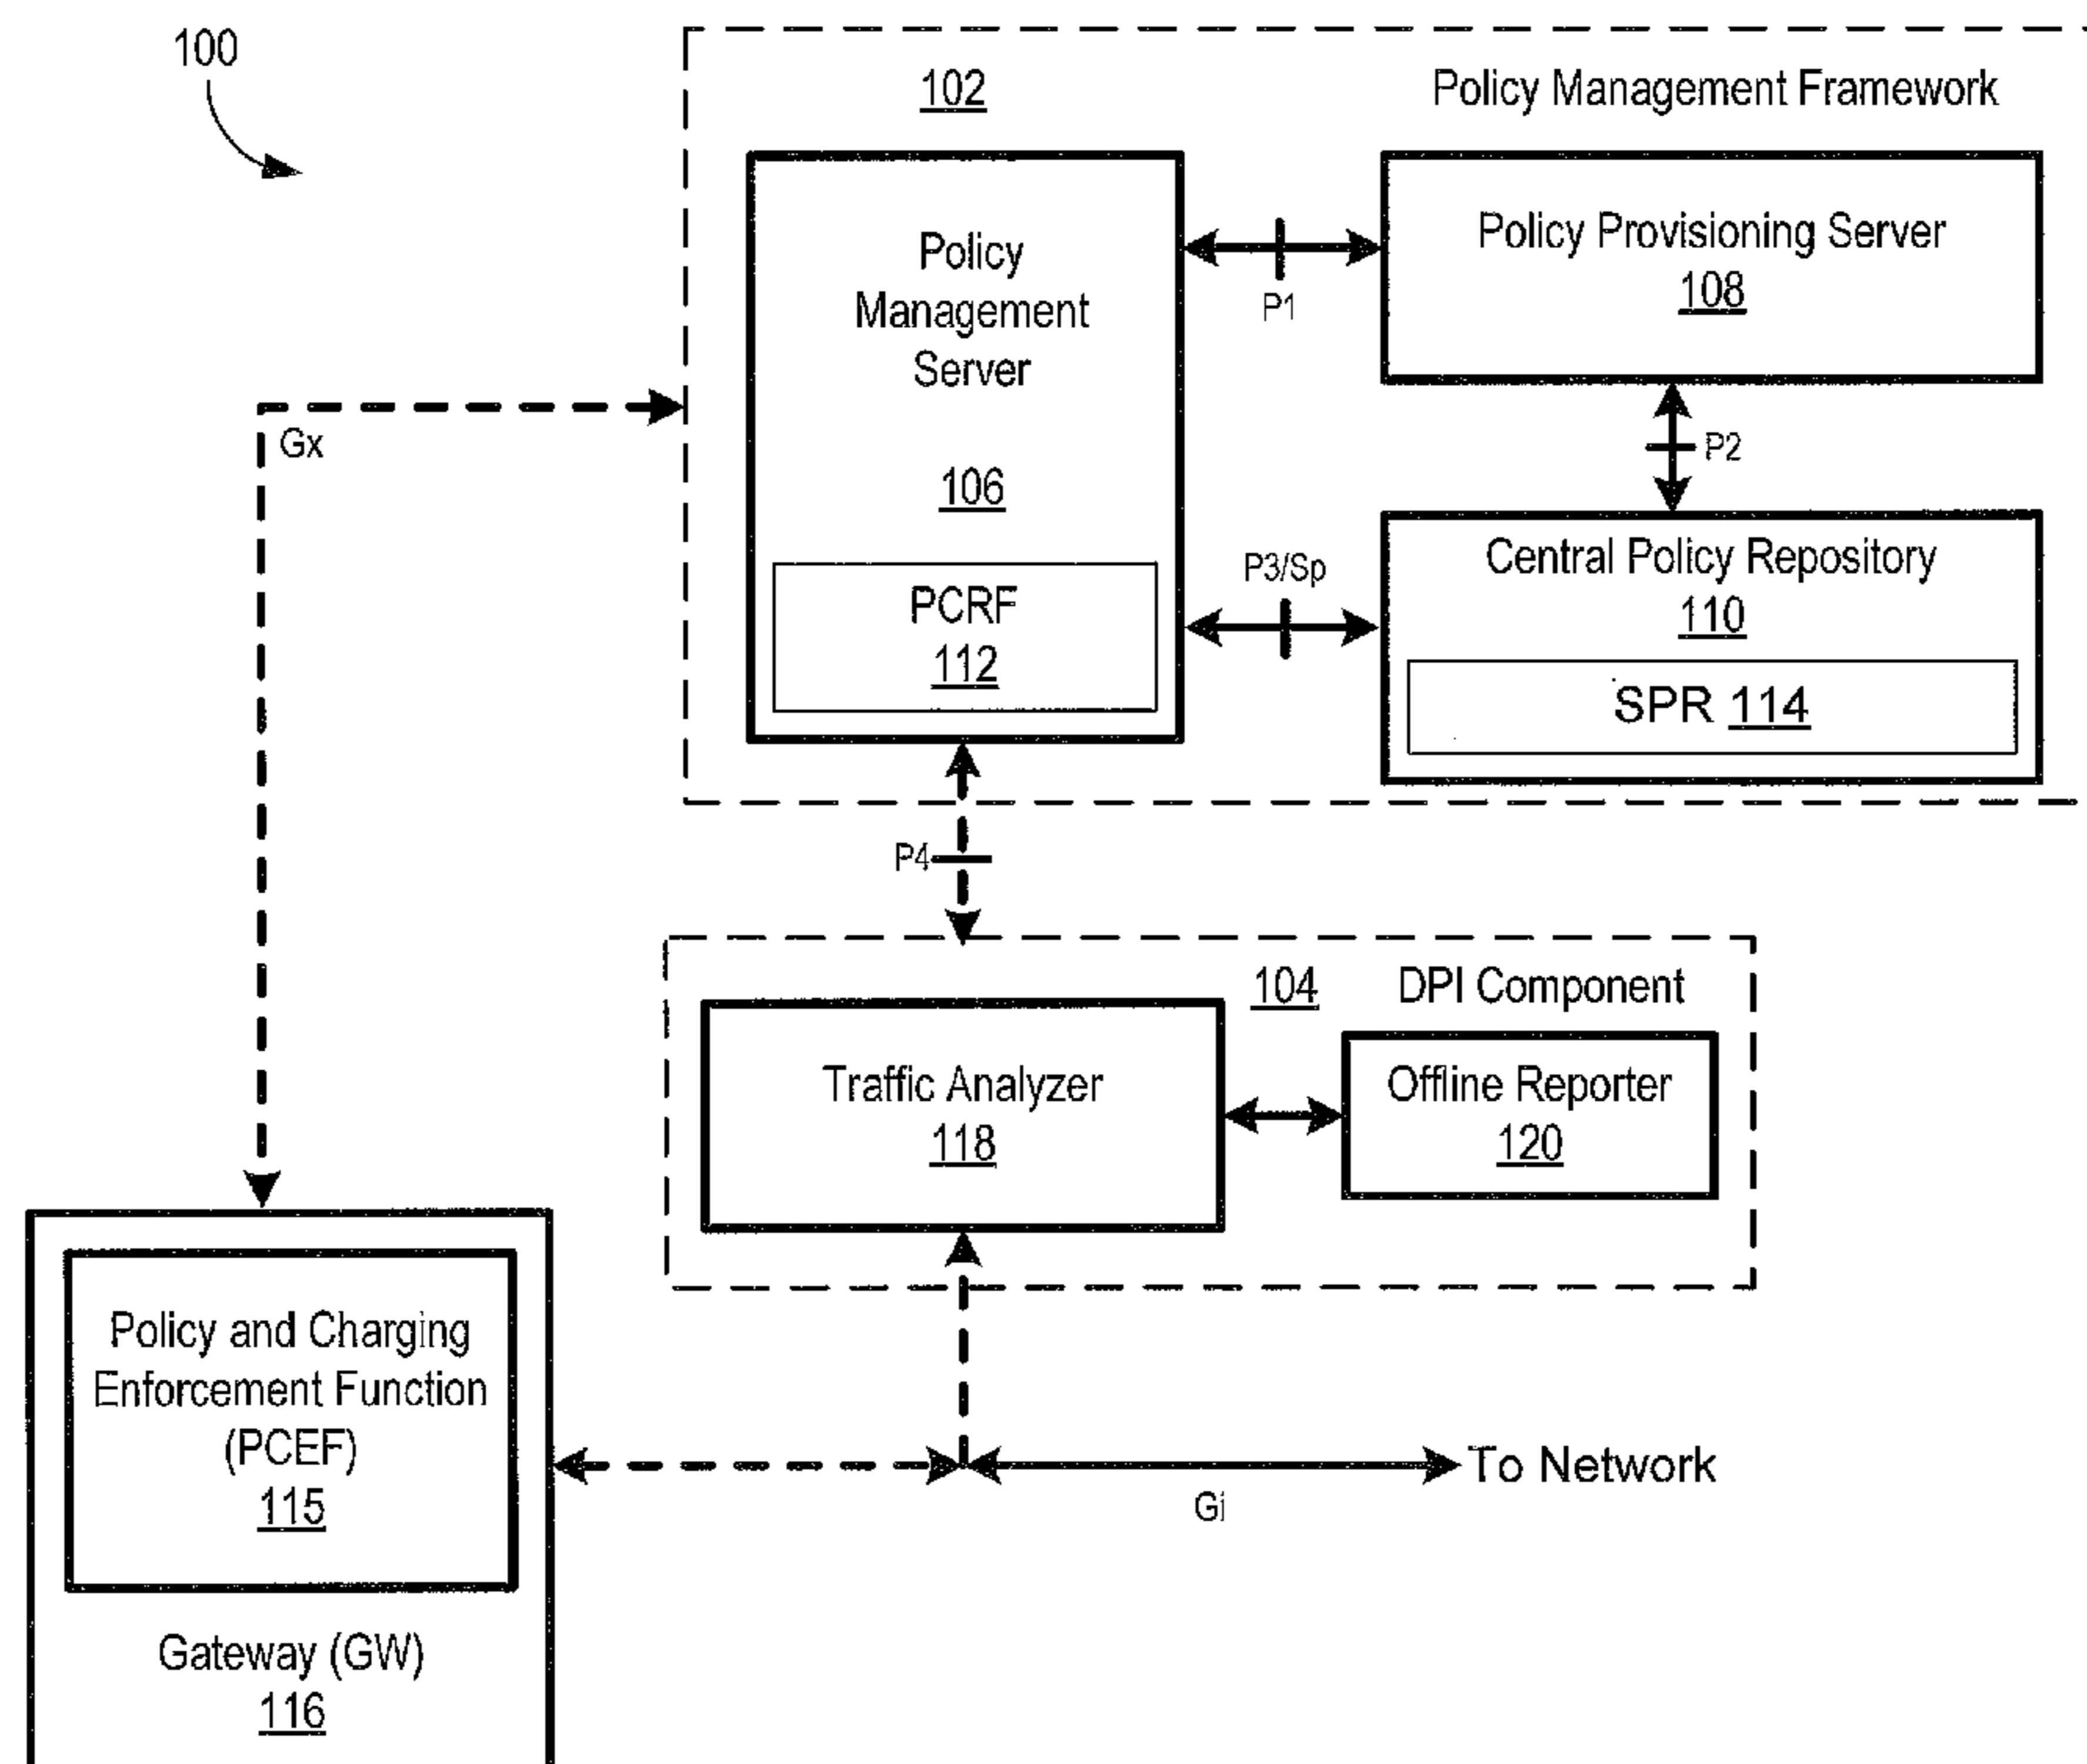 100
102
Policy Management Framework
Policy
Management
Server
106
PCRF
112
P1
Policy Provisioning Server
108
P2
P3/Sp
Central Policy Repository
110
SPR 114
Gx
P4
104
DPI Component
Traffic Analyzer
118
Offline Reporter
120
Policy and Charging
Enforcement Function
(PCEF)
115
Gateway (GW)
116
Gi
To Network